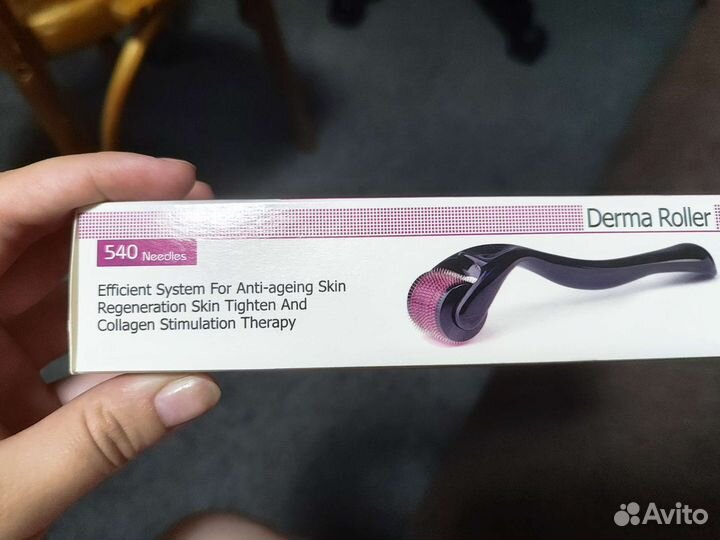 Derma Roller
540 Needles
Efficient System For Anti-ageing Skin
Regeneration Skin Tighten And
Collagen Stimulation Therapy
Avito